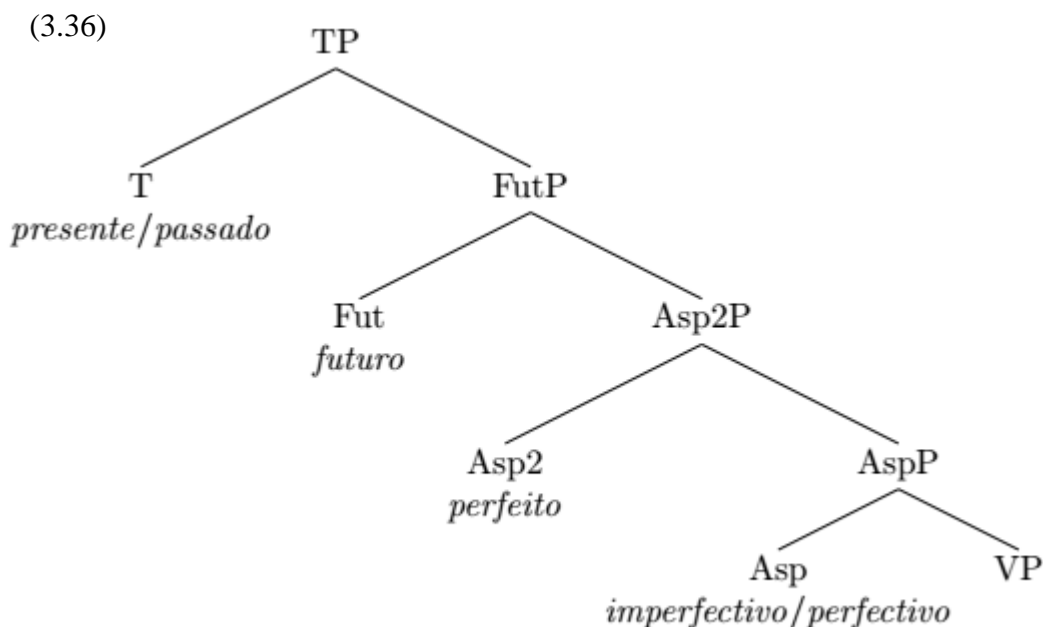 (3.36)
TP
T FutP
presente/passado
Fut Asp2P
futuro
Asp2 AspP
perfeito
Asp VP
imperfectivo/perfectivo